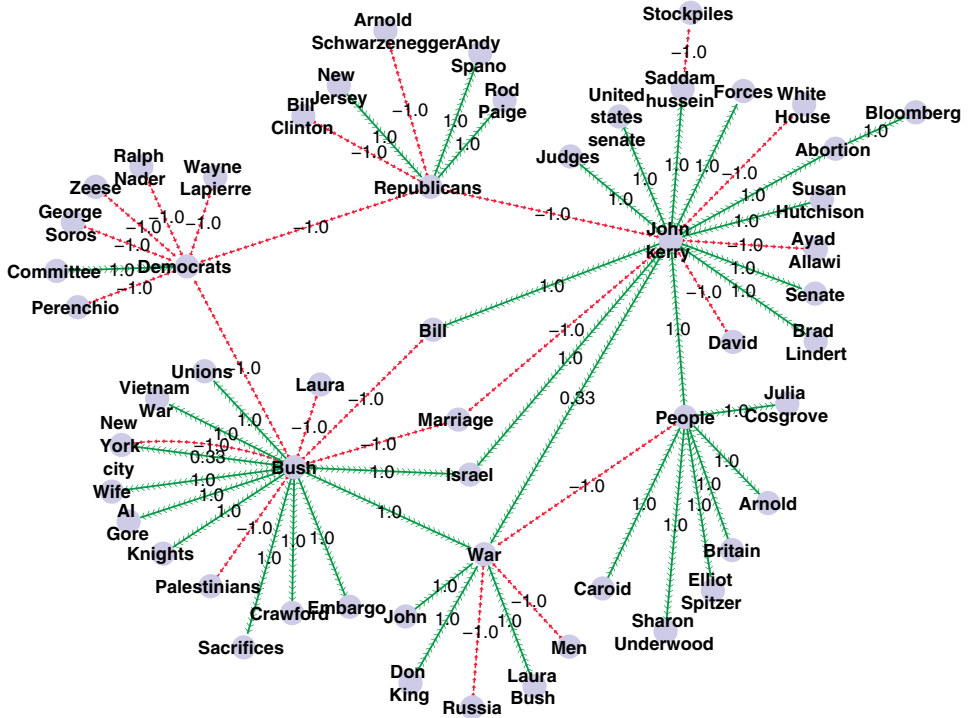 Stockpiles
Arnold
Schwarzenegger
Andy
Spano
−1.0
New
Jersey
Saddam
hussein
Forces
White
House
Rod
Paige
United
states
senate
Bill
Clinton
−1.0
1.0
1.0
1.0
−1.0
Bloomberg
1.0
Abortion
Judges
Ralph
Nader
Wayne
Lapierre
Zeese
Republicans
1.0
1.0
1.0
1.0
−1.0
1.0
Susan
Hutchison
1.0
George
Soros
−1.0
−1.0
−1.0
−1.0
−1.0
−1.0
John
kerry
−1.0
Ayad
Allawi
Committee
1.0
Democrats
1.0
−1.0
Perenchio
1.0
−1.0
1.0
Senate
Bill
−1.0
1.0
David
Brad
Lindert
Unions
−1.0
Laura
1.0
Vietnam
War
−1.0
0.33
Julia
Cosgrove
1.0
New
York
city
1.0
1.0
−1.0
Marriage
People
−1.0
0.33
−1.0
Bush
1.0
Israel
1.0
Wife
1.0
1.0
−1.0
1.0
Arnold
Al
Gore
1.0
1.0
1.0
1.0
1.0
Knights
−1.0
1.0
1.0
1.0
War
Britain
Palestinians
1.0
−1.0
Caroid
Elliot
Spitzer
Crawford
Embargo
John
1.0
−1.0
1.0
Sharon
Underwood
Sacrifices
Men
Don
King
Laura
Bush
Russia